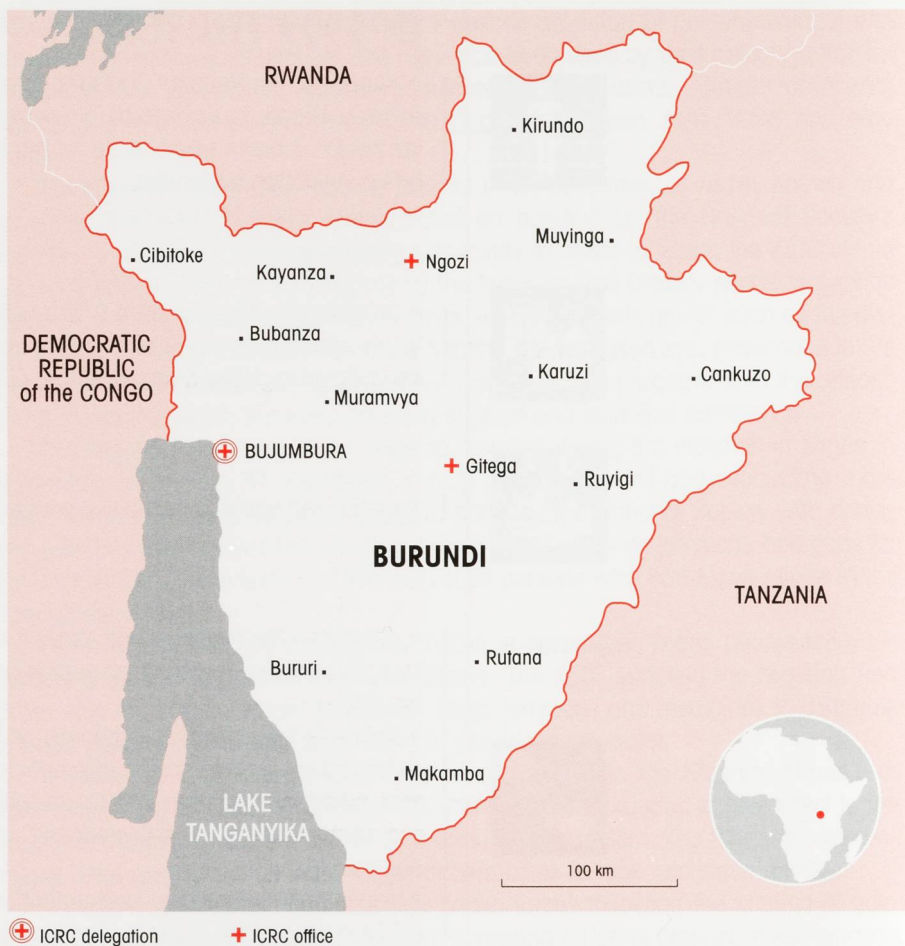 RWANDA
Kirundo
Muyinga
Cibitoke
Ngozi
Kayanza
Bubanza
DEMOCRATIC
REPUBLIC
of the CONGO
Karuzi
Cankuzo
Muramvya
BUJUMBURA
Gitega
Ruyigi
BURUNDI
TANZANIA
Rutana
Bururi
Makamba
LAKE
TANGANYIKA
100 km
ICRC delegation
ICRC office